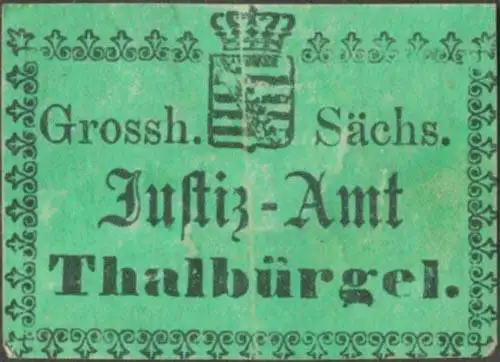 Grossh. Sächs.
Justiz-Amt
Thalbürgel.